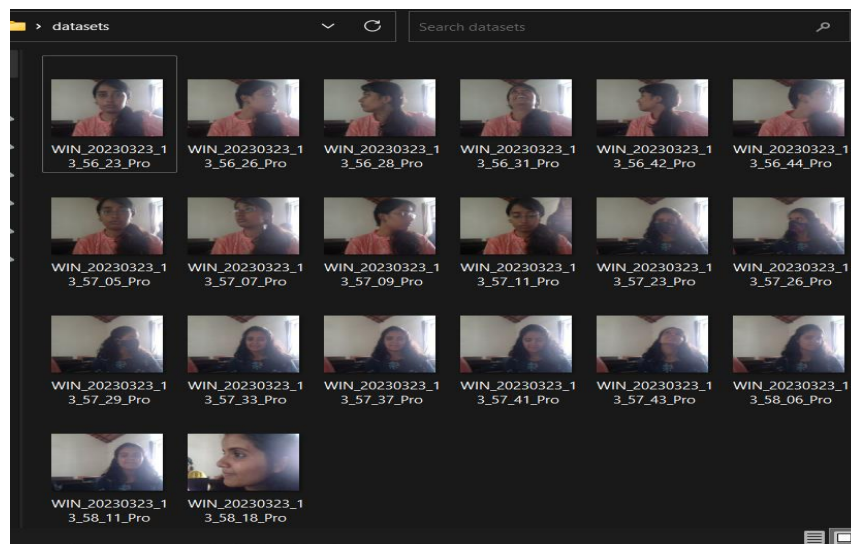 > datasets
Search datasets
WIN_20230323_1 WIN_20230323_1 WIN_20230323_1 WIN_20230323_1 WIN_20230323_1 WIN_20230323_1
3_56_23_Pro 3_56_26_Pro 3_56_28_Pro 3_56_31_Pro 3_56_42_Pro 3_56_44_Pro
WIN_20230323_1 WIN_20230323_1 WIN_20230323_1 WIN_20230323_1 WIN_20230323_1 WIN_20230323_1
3_57_05_Pro 3_57_07_Pro 3_57_09_Pro 3_57_11_Pro 3_57_23_Pro 3_57_26_Pro
WIN_20230323_1 WIN_20230323_1 WIN_20230323_1 WIN_20230323_1 WIN_20230323_1 WIN_20230323_1
3_57_29_Pro 3_57_33_Pro 3_57_37_Pro 3_57_41_Pro 3_57_43_Pro 3_58_06_Pro
WIN_20230323_1 WIN_20230323_1
3_58_11_Pro 3_58_18_Pro